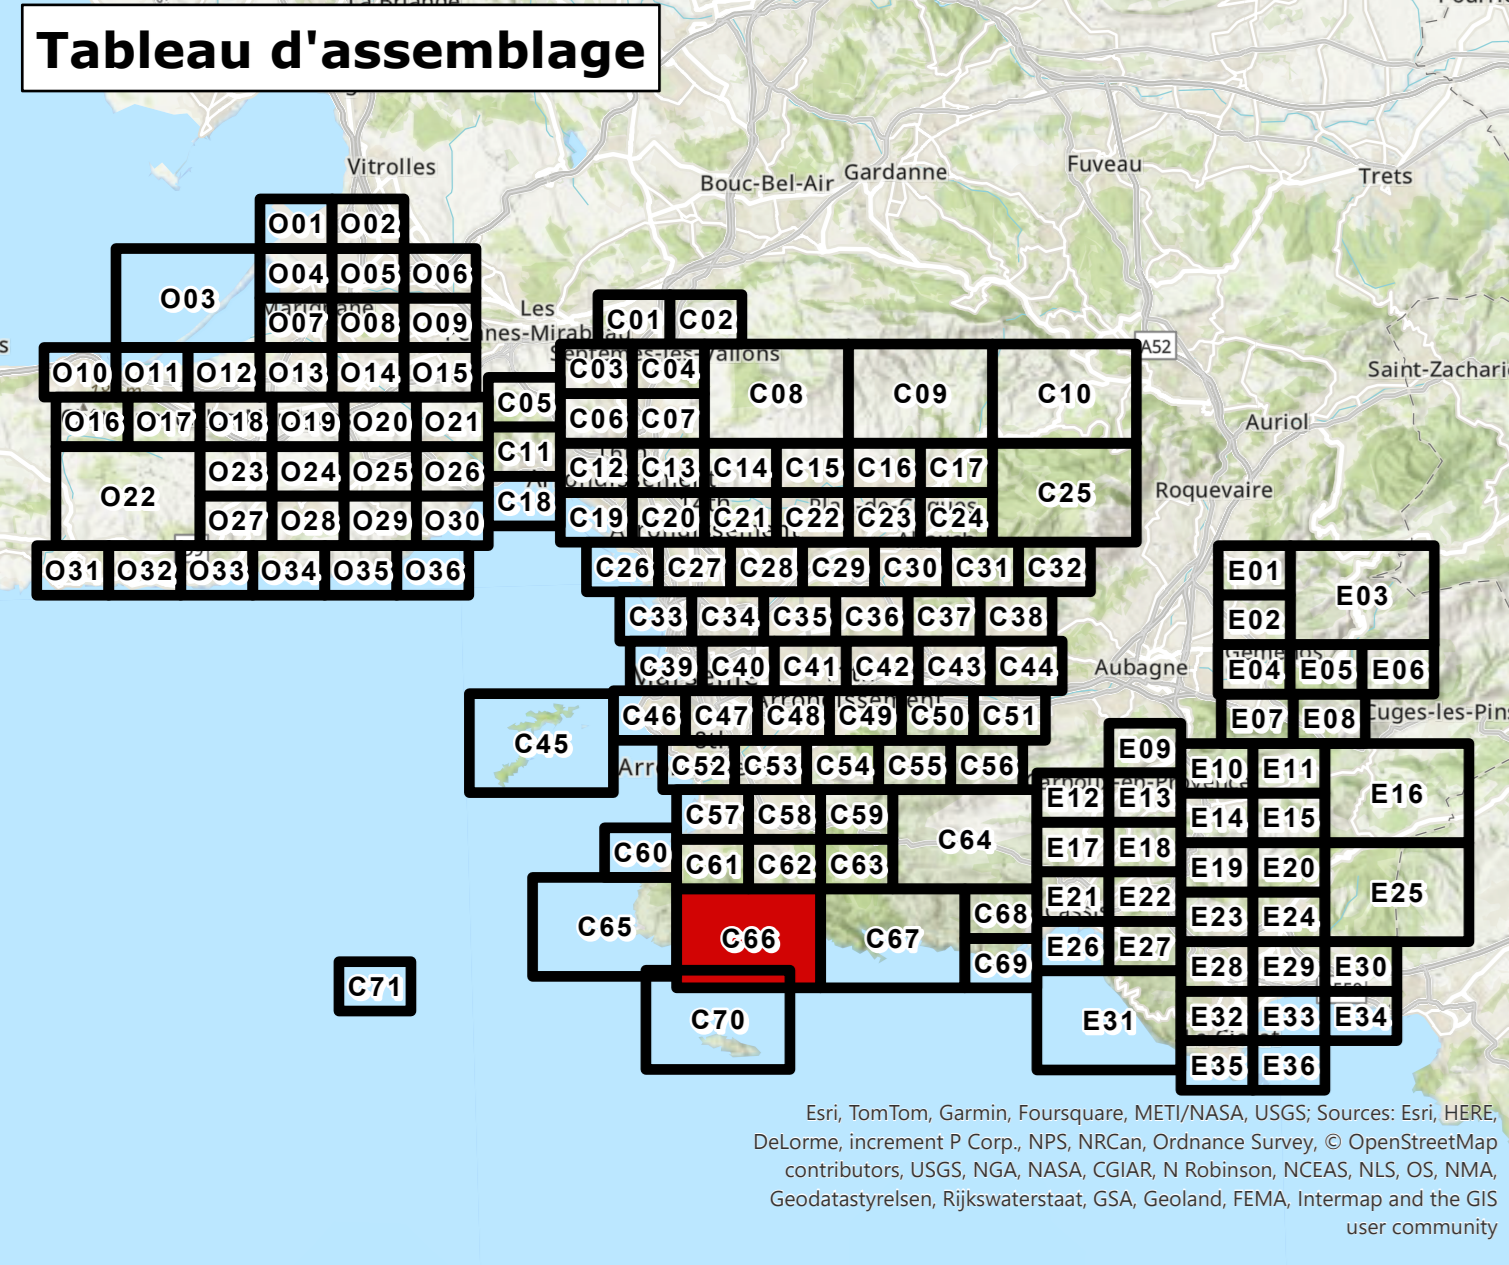 Tableau d'assemblage
Vitrolles
Bouc-Bel-Air
Gardanne
Fuveau
Trets
O01 O02
O03
O04 O05 O06
O07 O08 O09
Les
C01 C02
A52
O10 O11 O12 O13 O14 O15
C03 C04
C08 C09 C10
Saint-Zachari
C05
O16 O17 O18 O19 O20 O21
C06 C07
Auriol
C11
O22
O23 O24 O25 O26
C12 C13 C14 C15 C16 C17
C25
Roquevaire
C18
O27 O28 O29 O30
C19 C20 C21 C22 C23 C24
O31 O32 O33 O34 O35 O36
C26 C27 C28 C29 C30 C31 C32
E01
E03
C33 C34 C35 C36 C37 C38
E02
C39 C40 C41 C42 C43 C44
Aubagne
E04 E05 E06
C45
C46 C47 C48 C49 C50 C51
E07 E08
Cuges-les-Pins
E09
C52 C53 C54 C55 C56
E10 E11
E16
C57 C58 C59
C64
E12 E13
E14 E15
C60
C61 C62 C63
E17 E18
E19 E20
E25
C65
C66
C67
C68
E21 E22
E23 E24
C69
E26 E27
E28 E29 E30
C71
C70
E31
E32 E33 E34
E35 E36
Esri, TomTom, Garmin, Foursquare, METI/NASA, USGS; Sources: Esri, HERE,
DeLorme, increment P Corp., NPS, NRCan, Ordnance Survey, © OpenStreetMap
contributors, USGS, NGA, NASA, CGIAR, N Robinson, NCEAS, NLS, OS, NMA,
Geodatastyrelsen, Rijkswaterstaat, GSA, Geoland, FEMA, Intermap and the GIS
user community